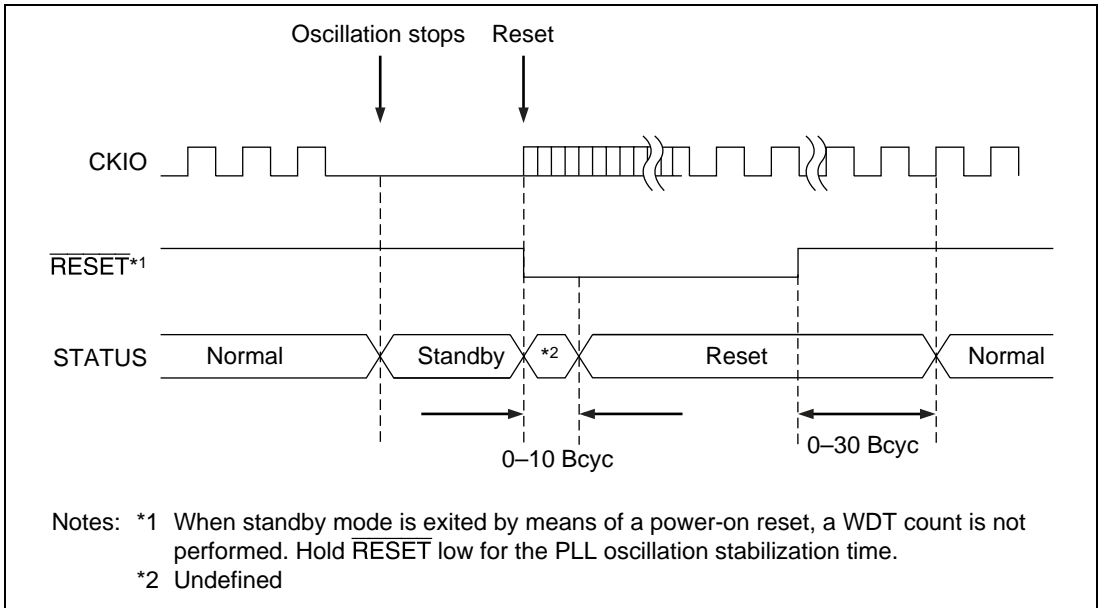 Oscillation stops Reset
CKIO
RESET*1
STATUS Normal Standby *2 Reset Normal
0–10 Bcyc 0–30 Bcyc
Notes: *1 When standby mode is exited by means of a power-on reset, a WDT count is not
performed. Hold RESET low for the PLL oscillation stabilization time.
*2 Undefined